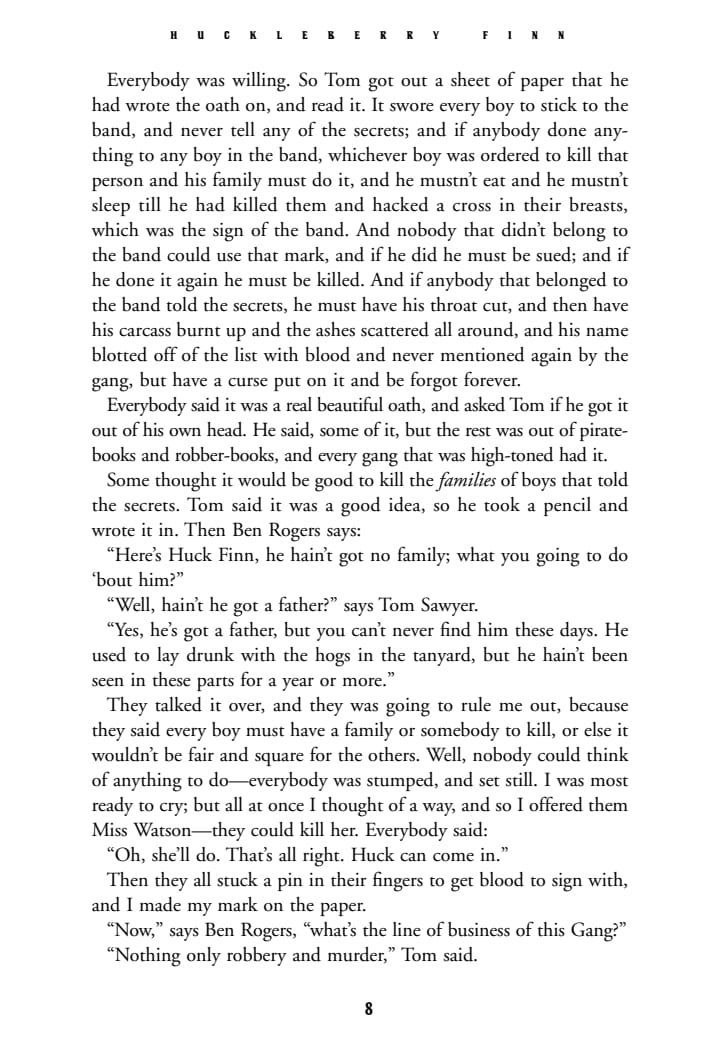 HUCKLEBERRY FINN
Everybody was willing. So Tom got out a sheet of paper that he
had wrote the oath on, and read it. It swore every boy to stick to the
band, and never tell any of the secrets; and if anybody done any-
thing to any boy in the band, whichever boy was ordered to kill that
person and his family must do it, and he mustn’t eat and he mustn’t
sleep till he had killed them and hacked a cross in their breasts,
which was the sign of the band. And nobody that didn’t belong to
the band could use that mark, and if he did he must be sued; and if
he done it again he must be killed. And if anybody that belonged to
the band told the secrets, he must have his throat cut, and then have
his carcass burnt up and the ashes scattered all around, and his name
blotted off of the list with blood and never mentioned again by the
gang, but have a curse put on it and be forgot forever.
Everybody said it was a real beautiful oath, and asked Tom if he got it
out of his own head. He said, some of it, but the rest was out of pirate-
books and robber-books, and every gang that was high-toned had it.
Some thought it would be good to kill the families of boys that told
the secrets. Tom said it was a good idea, so he took a pencil and
wrote it in. Then Ben Rogers says:
“Here’s Huck Finn, he hain’t got no family; what you going to do
‘bout him?”
“Well, hain’t he got a father?” says Tom Sawyer.
“Yes, he’s got a father, but you can’t never find him these days. He
used to lay drunk with the hogs in the tanyard, but he hain’t been
seen in these parts for a year or more.”
They talked it over, and they was going to rule me out, because
they said every boy must have a family or somebody to kill, or else it
wouldn’t be fair and square for the others. Well, nobody could think
of anything to do—everybody was stumped, and set still. I was most
ready to cry; but all at once I thought of a way, and so I offered them
Miss Watson—they could kill her. Everybody said:
“Oh, she’ll do. That’s all right. Huck can come in.”
Then they all stuck a pin in their fingers to get blood to sign with,
and I made my mark on the paper.
“Now,” says Ben Rogers, “what’s the line of business of this Gang?”
“Nothing only robbery and murder,” Tom said.
8